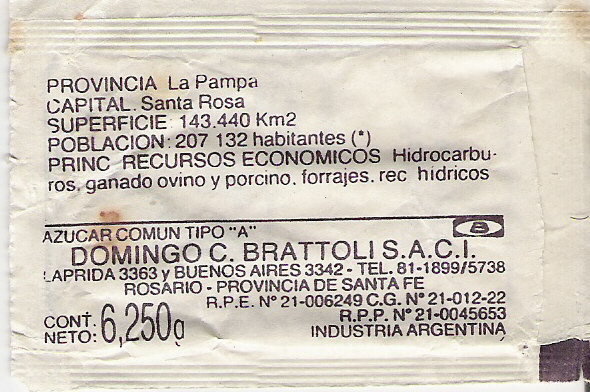 PROVINCIA La Pampa
CAPITAL. Santa Rosa
SUPERFICIE: 143.440 Km2
POBLACION: 207 132 habitantes (*)
PRINC RECURSOS ECONOMICOS Hidrocarbu-
ros, ganado ovino y porcino, forrajes, rec hídricos
AZUCAR COMUN TIPO "A"
B
DOMINGO C. BRATTOLI S.A.C.I.
LAPRIDA 3363 y BUENOS AIRES 3342 - TEL. 81-1899/5738
ROSARIO - PROVINCIA DE SANTA FE
R.P.E. Nº 21-006249 C.G. Nº 21-012-22
R.P.P. Nº 21-0045653
CONT. NETO: 6,250g
INDUSTRIA ARGENTINA